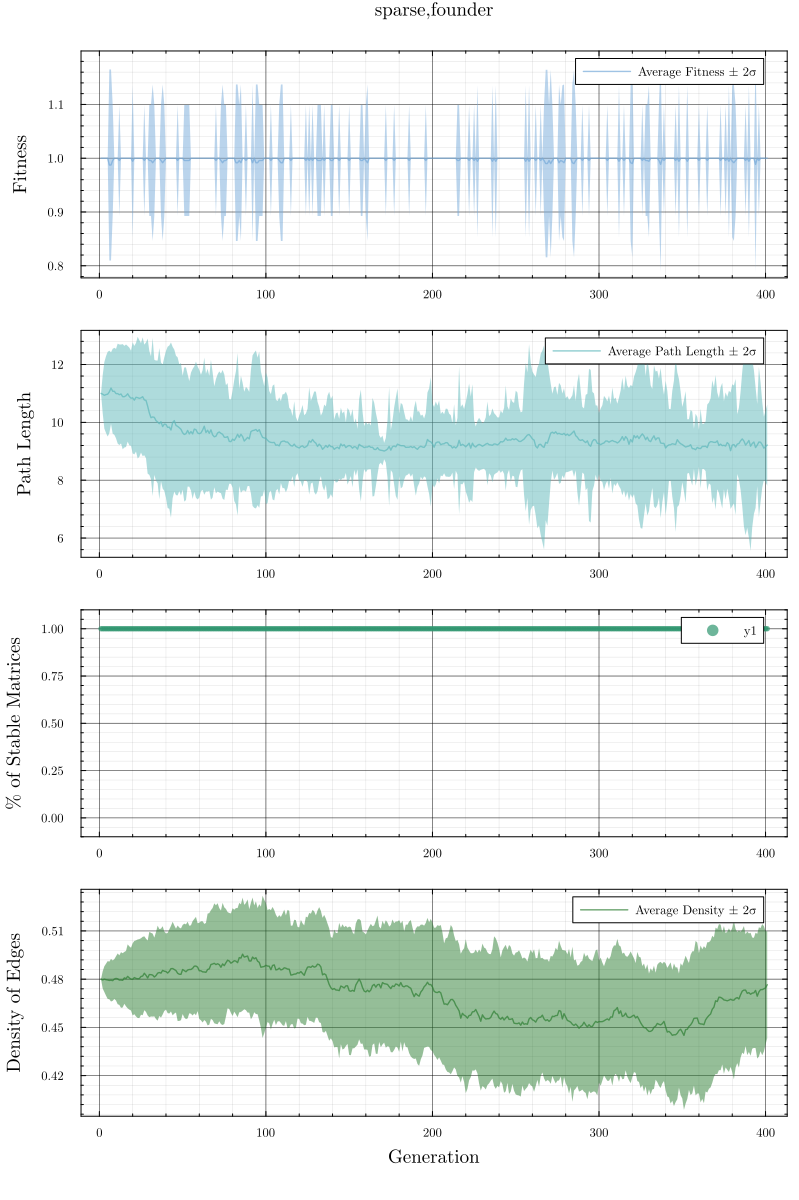 sparse,founder
Average Fitness ± 2σ
Fitness
1.1
1.0
0.9
0.8
0 100 200 300 400
Average Path Length ± 2σ
Path Length
12
10
8
6
0 100 200 300 400
y1
% of Stable Matrices
1.00
0.75
0.50
0.25
0.00
0 100 200 300 400
Average Density ± 2σ
Density of Edges
0.51
0.48
0.45
0.42
0 100 200 300 400
Generation